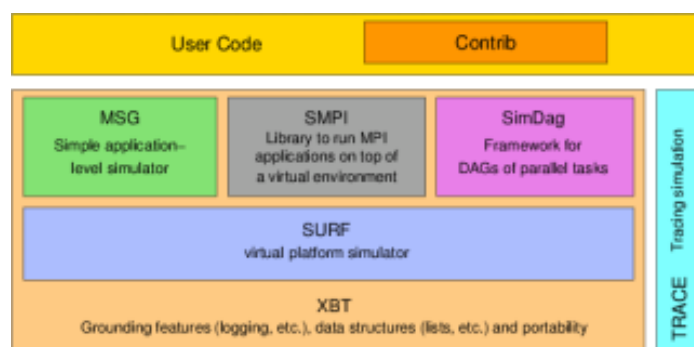 User Code
Contrib
MSG
Simple application–
level simulator
SMPI
Library to run MPI
applications on top of
a virtual environment
SimDag
Framework for
DAGs of parallel tasks
SURF
virtual platform simulator
XBT
Grounding features (logging, etc.), data structures (lists, etc.) and portability
TRACE Tracing simulation